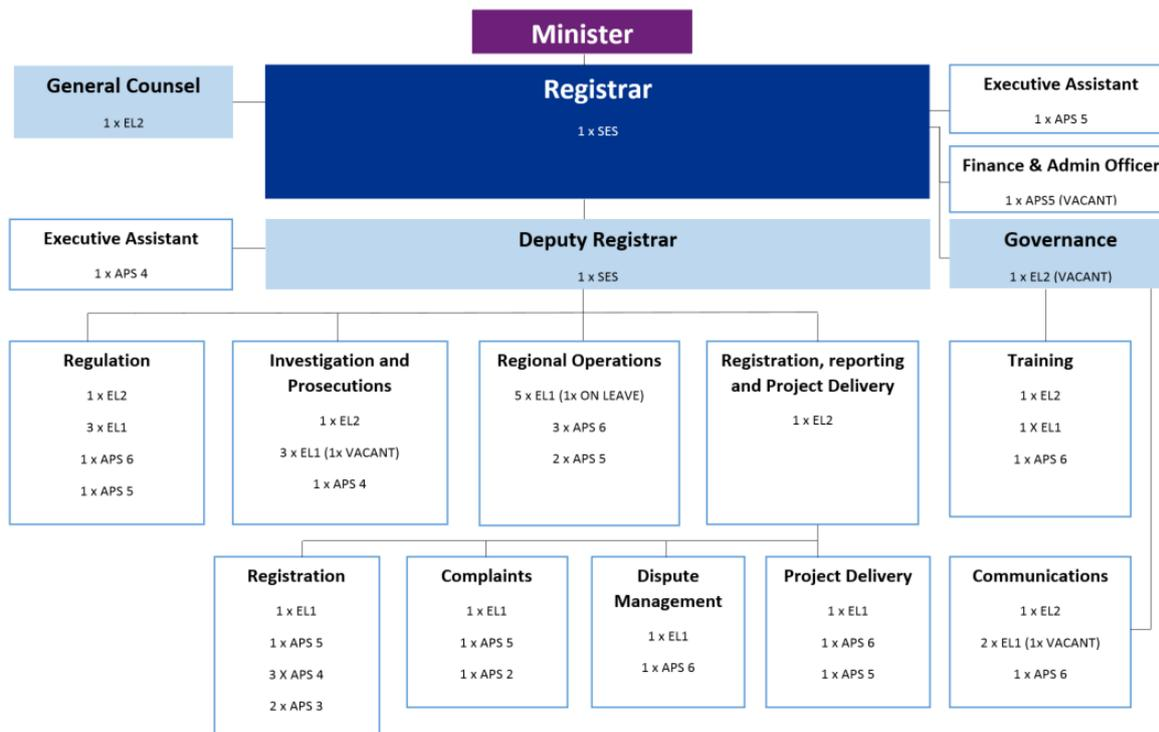 Minister
General Counsel
1 x EL2
Registrar
1 x SES
Executive Assistant
1 x APS 5
Finance & Admin Officer
1 x APS5 (VACANT)
Executive Assistant
1 x APS 4
Deputy Registrar
1 x SES
Governance
1 x EL2 (VACANT)
Regulation
1 x EL2
3 x EL1
1 x APS 6
1 x APS 5
Investigation and
Prosecutions
1 x EL2
3 x EL1 (1x VACANT)
1 x APS 4
Regional Operations
5 x EL1 (1x ON LEAVE)
3 x APS 6
2 x APS 5
Registration, reporting
and Project Delivery
1 x EL2
Training
1 x EL2
1 X EL1
1 x APS 6
Registration
1 x EL1
1 x APS 5
3 X APS 4
2 x APS 3
Complaints
1 x EL1
1 x APS 5
1 x APS 2
Dispute
Management
1 x EL1
1 x APS 6
Project Delivery
1 x EL1
1 x APS 6
1 x APS 5
Communications
1 x EL2
2 x EL1 (1x VACANT)
1 x APS 6